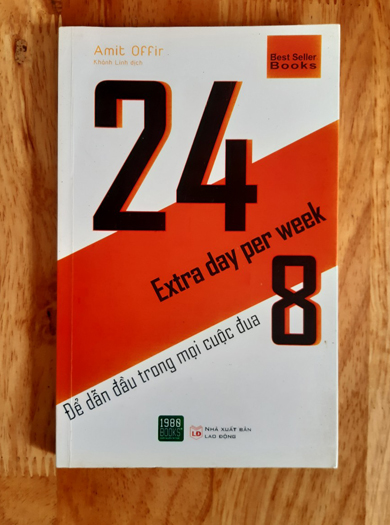 Amit Offir
Khánh Linh dịch
Best Seller
Books
24
Extra day per week
8
Để dẫn đầu trong mọi cuộc đua
1980
BOOKS
LĐ
NHÀ XUẤT BẢN
LAO ĐỘNG